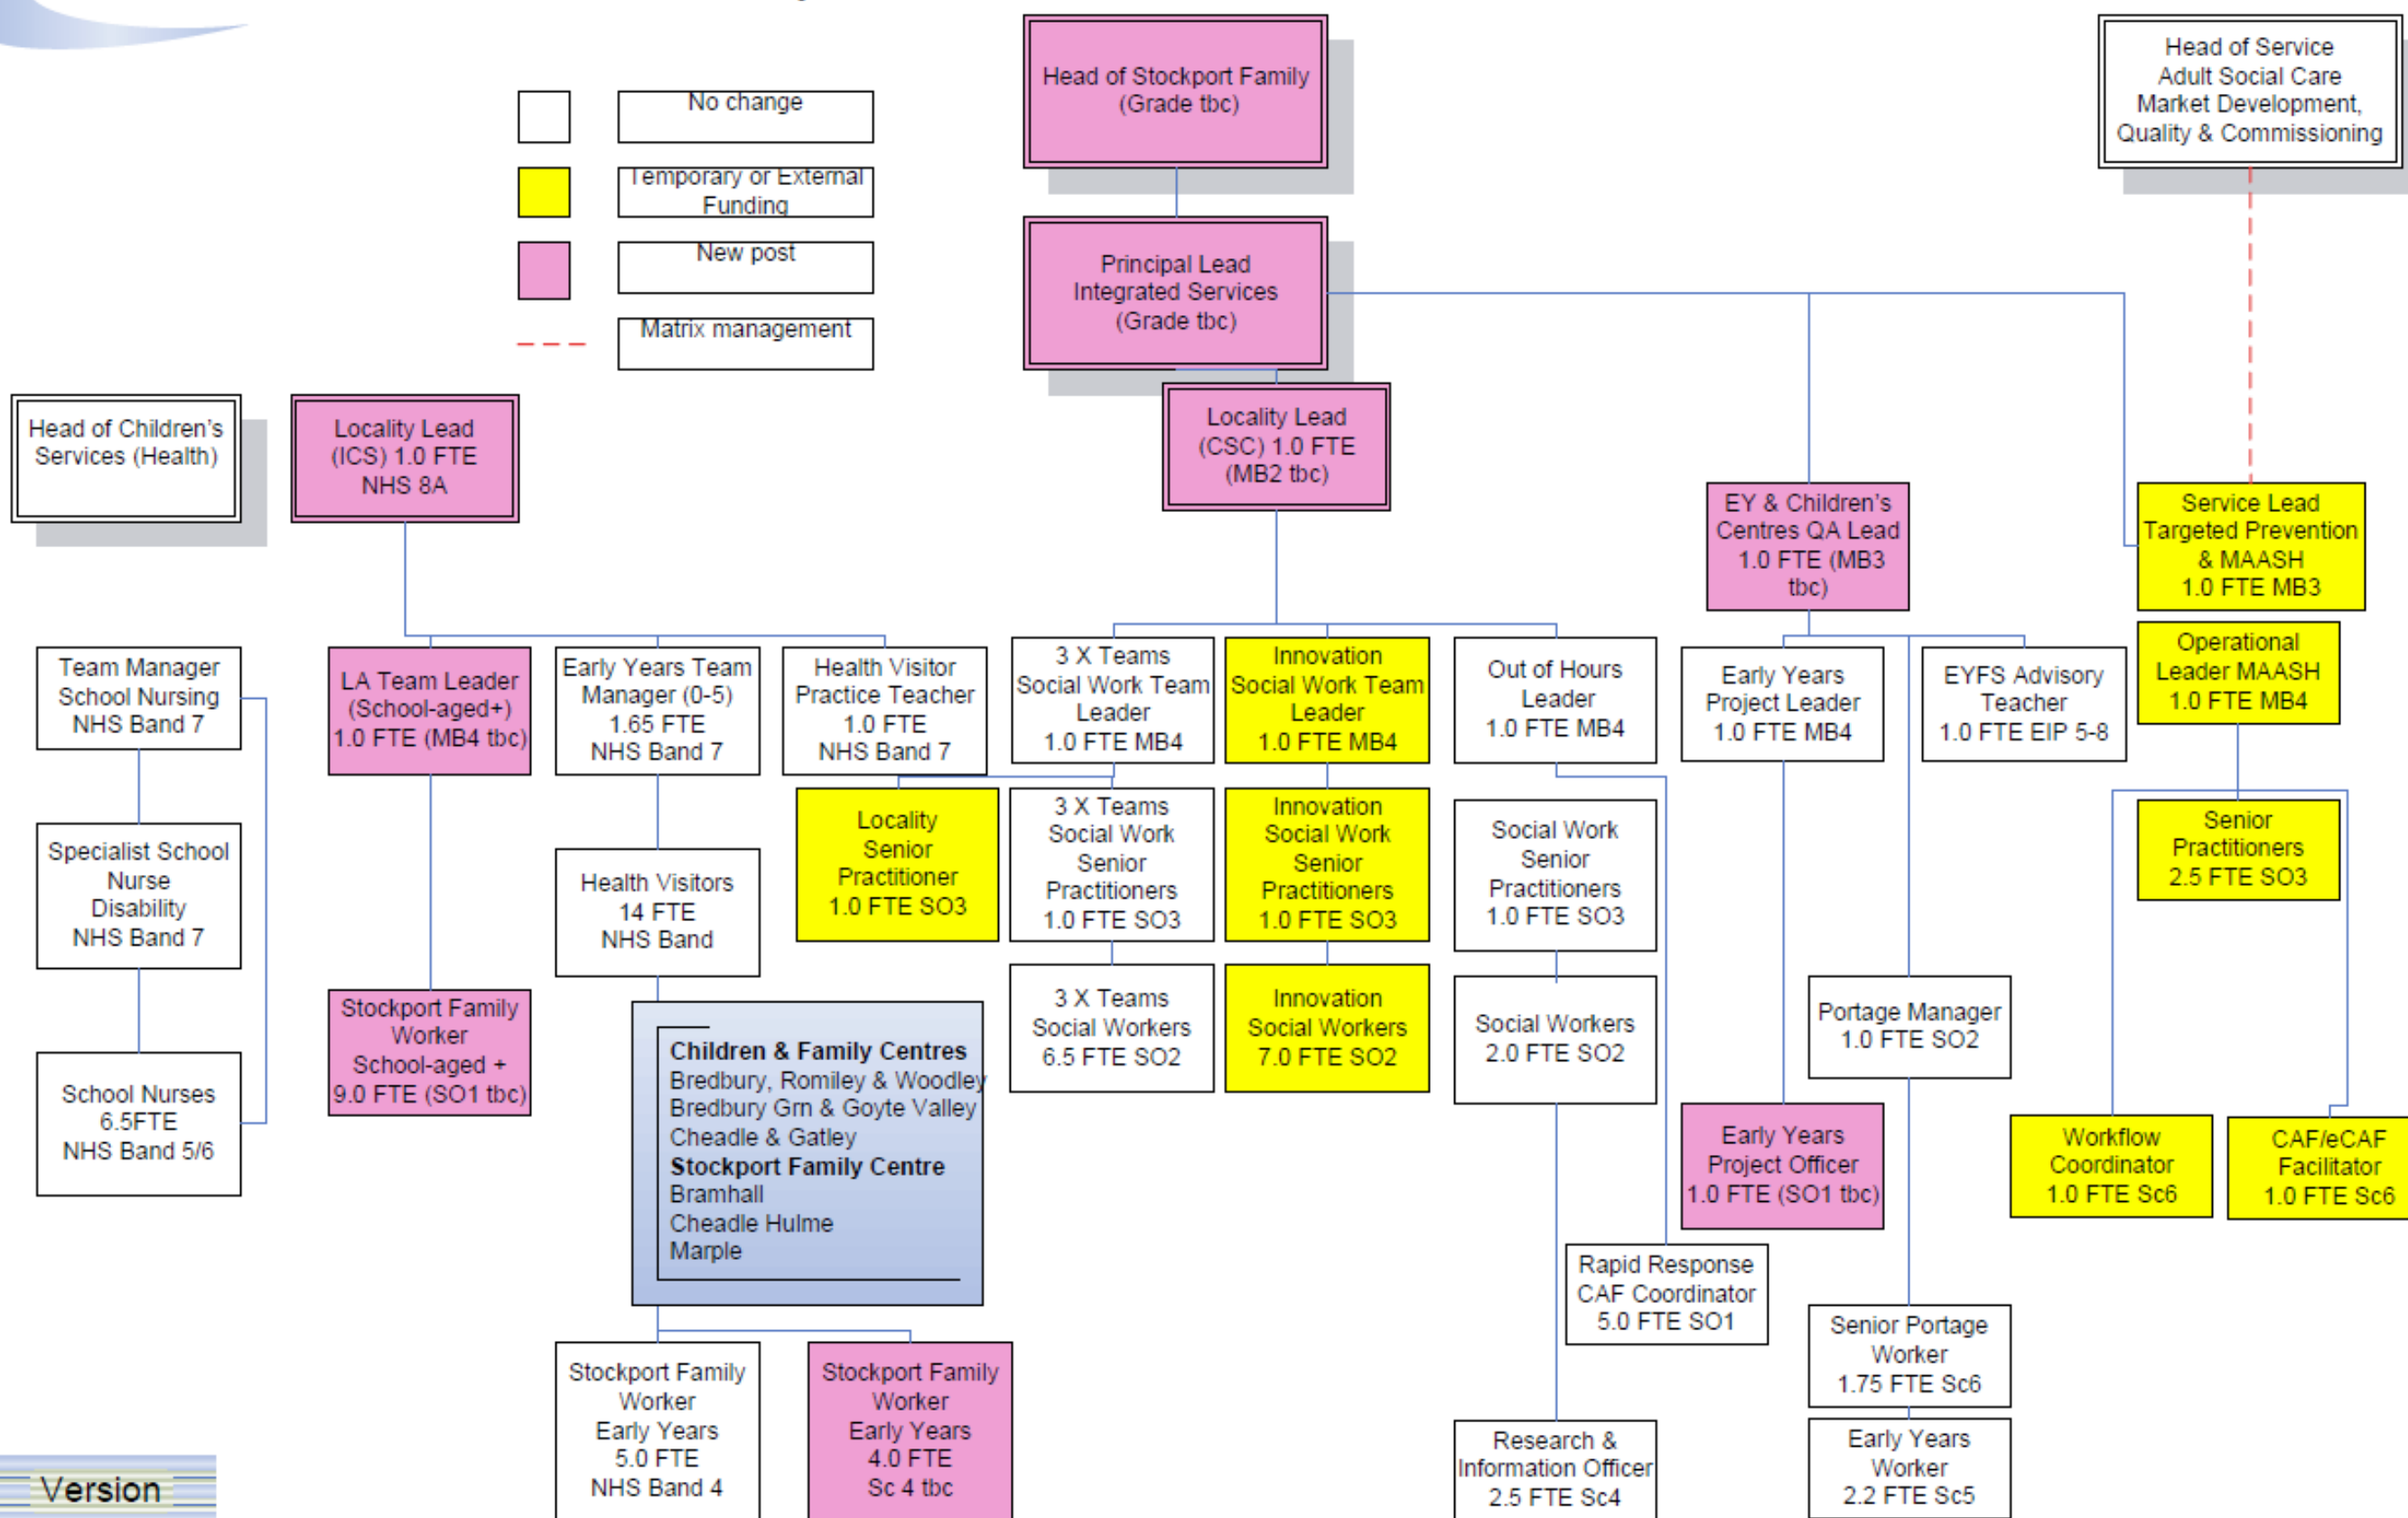 Head of Stockport Family
(Grade tbc)
Head of Service
Adult Social Care
Market Development,
Quality & Commissioning
No change
Temporary or External
Funding
New post
Matrix management
Principal Lead
Integrated Services
(Grade tbc)
Head of Children's
Services (Health)
Locality Lead
(ICS) 1.0 FTE
NHS 8A
Locality Lead
(CSC) 1.0 FTE
(MB2 tbc)
EY & Children's
Centres QA Lead
1.0 FTE (MB3
tbc)
Service Lead
Targeted Prevention
& MAASH
1.0 FTE MB3
Team Manager
School Nursing
NHS Band 7
LA Team Leader
(School-aged+)
1.0 FTE (MB4 tbc)
Early Years Team
Manager (0-5)
1.65 FTE
NHS Band 7
Health Visitor
Practice Teacher
1.0 FTE
NHS Band 7
3 X Teams
Social Work Team
Leader
1.0 FTE MB4
Innovation
Social Work Team
Leader
1.0 FTE MB4
Out of Hours
Leader
1.0 FTE MB4
Early Years
Project Leader
1.0 FTE MB4
EYFS Advisory
Teacher
1.0 FTE EIP 5-8
Operational
Leader MAASH
1.0 FTE MB4
Specialist School
Nurse
Disability
NHS Band 7
Health Visitors
14 FTE
NHS Band
Locality
Senior
Practitioner
1.0 FTE SO3
3 X Teams
Social Work
Senior
Practitioners
1.0 FTE SO3
Innovation
Social Work
Senior
Practitioners
1.0 FTE SO3
Social Work
Senior
Practitioners
1.0 FTE SO3
Senior
Practitioners
2.5 FTE SO3
School Nurses
6.5FTE
NHS Band 5/6
Stockport Family
Worker
School-aged +
9.0 FTE (SO1 tbc)
Children & Family Centres
Bredbury, Romiley & Woodley
Bredbury Grn & Goyte Valley
Cheadle & Gatley
Stockport Family Centre
Bramhall
Cheadle Hulme
Marple
3 X Teams
Social Workers
6.5 FTE SO2
Innovation
Social Workers
7.0 FTE SO2
Social Workers
2.0 FTE SO2
Portage Manager
1.0 FTE SO2
Early Years
Project Officer
1.0 FTE (SO1 tbc)
Workflow
Coordinator
1.0 FTE Sc6
CAF/eCAF
Facilitator
1.0 FTE Sc6
Rapid Response
CAF Coordinator
5.0 FTE SO1
Senior Portage
Worker
1.75 FTE Sc6
Stockport Family
Worker
Early Years
5.0 FTE
NHS Band 4
Stockport Family
Worker
Early Years
4.0 FTE
Sc 4 tbc
Research &
Information Officer
2.5 FTE Sc4
Early Years
Worker
2.2 FTE Sc5
Version